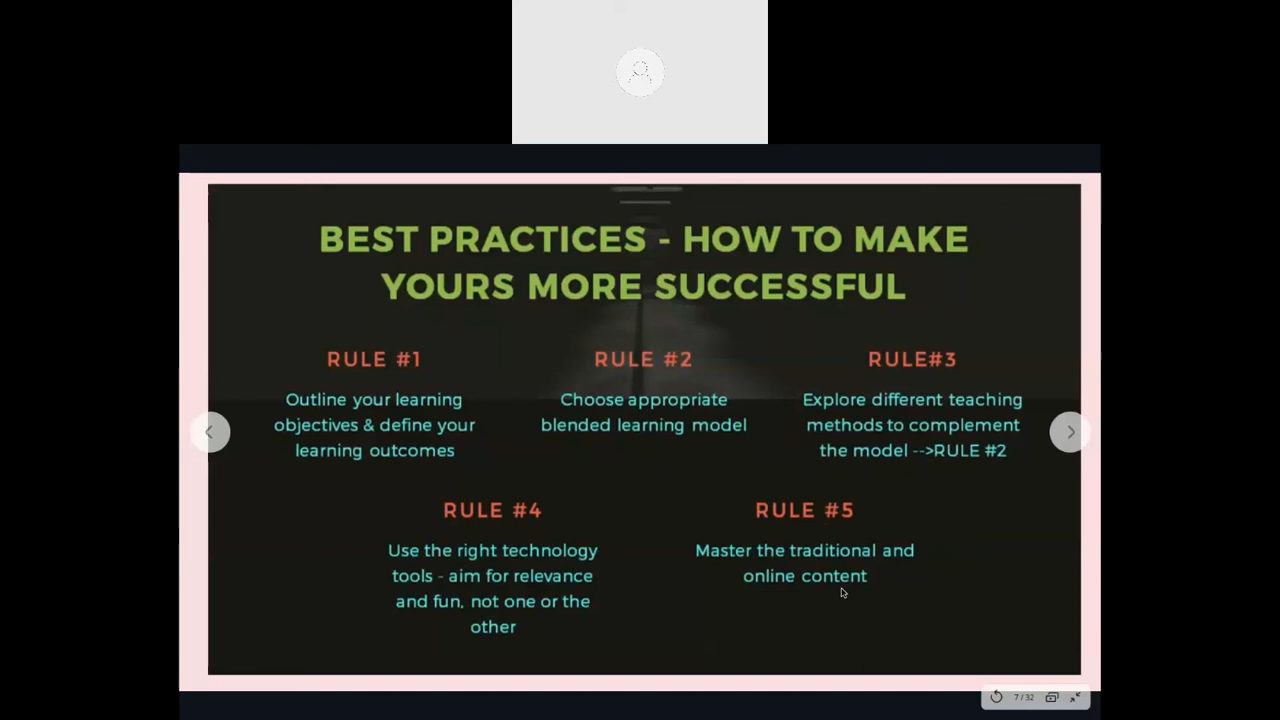 BEST PRACTICES - HOW TO MAKE
YOURS MORE SUCCESSFUL
RULE #1
Outline your learning
objectives & define your
learning outcomes
RULE #2
Choose appropriate
blended learning model
RULE#3
Explore different teaching
methods to complement
the model -->RULE #2
RULE #4
Use the right technology
tools - aim for relevance
and fun, not one or the
other
RULE #5
Master the traditional and
online content
7 / 32